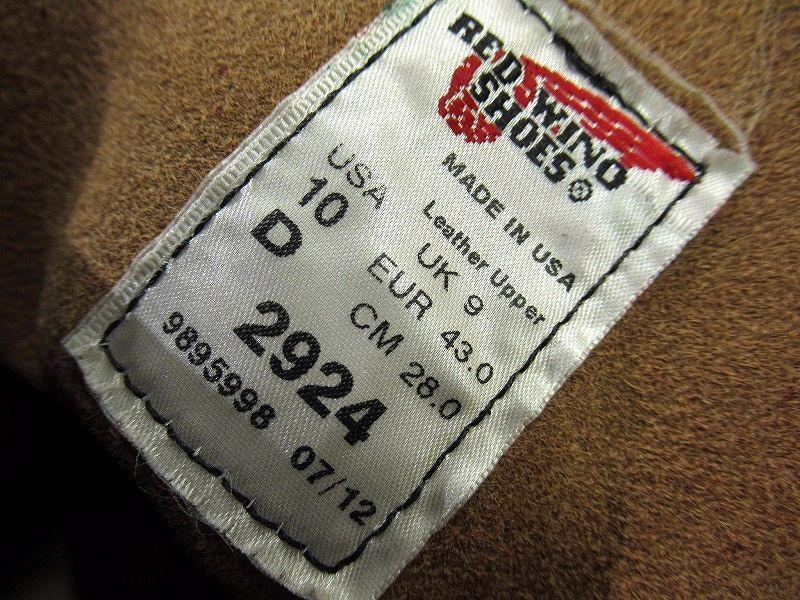 RED WING
SHOES®
MADE IN USA
Leather Upper
USA
10
D
UK 9
EUR 43.0
CM 28.0
2924
9895998 07/12